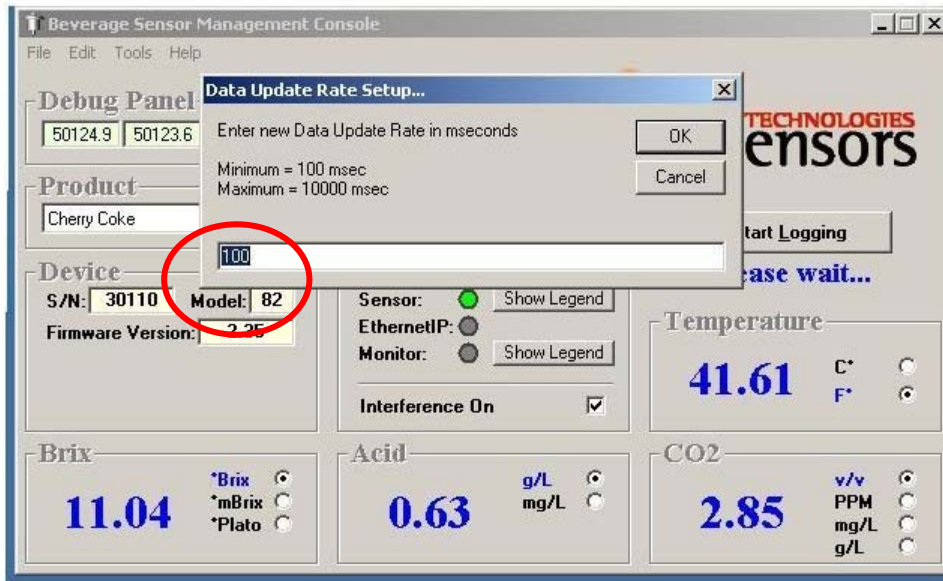 Beverage Sensor Management Console
File Edit Tools Help
Data Update Rate Setup...
Enter new Data Update Rate in mseconds
Minimum = 100 msec
Maximum = 10000 msec
OK
Cancel
100
Debug Panel
50124.9 50123.6
TECHNOLOGIES
ensors
Product
Cherry Coke
tart Logging
ease wait...
Device
S/N: 30110 Model: 82
Firmware Version: 2.35
Sensor: Show Legend
EthernetIP:
Monitor: Show Legend
Interference On
Temperature
41.61
C°
F°
Brix
11.04
°Brix
°mBrix
°Plato
Acid
0.63
g/L
mg/L
CO2
2.85
v/v
PPM
mg/L
g/L